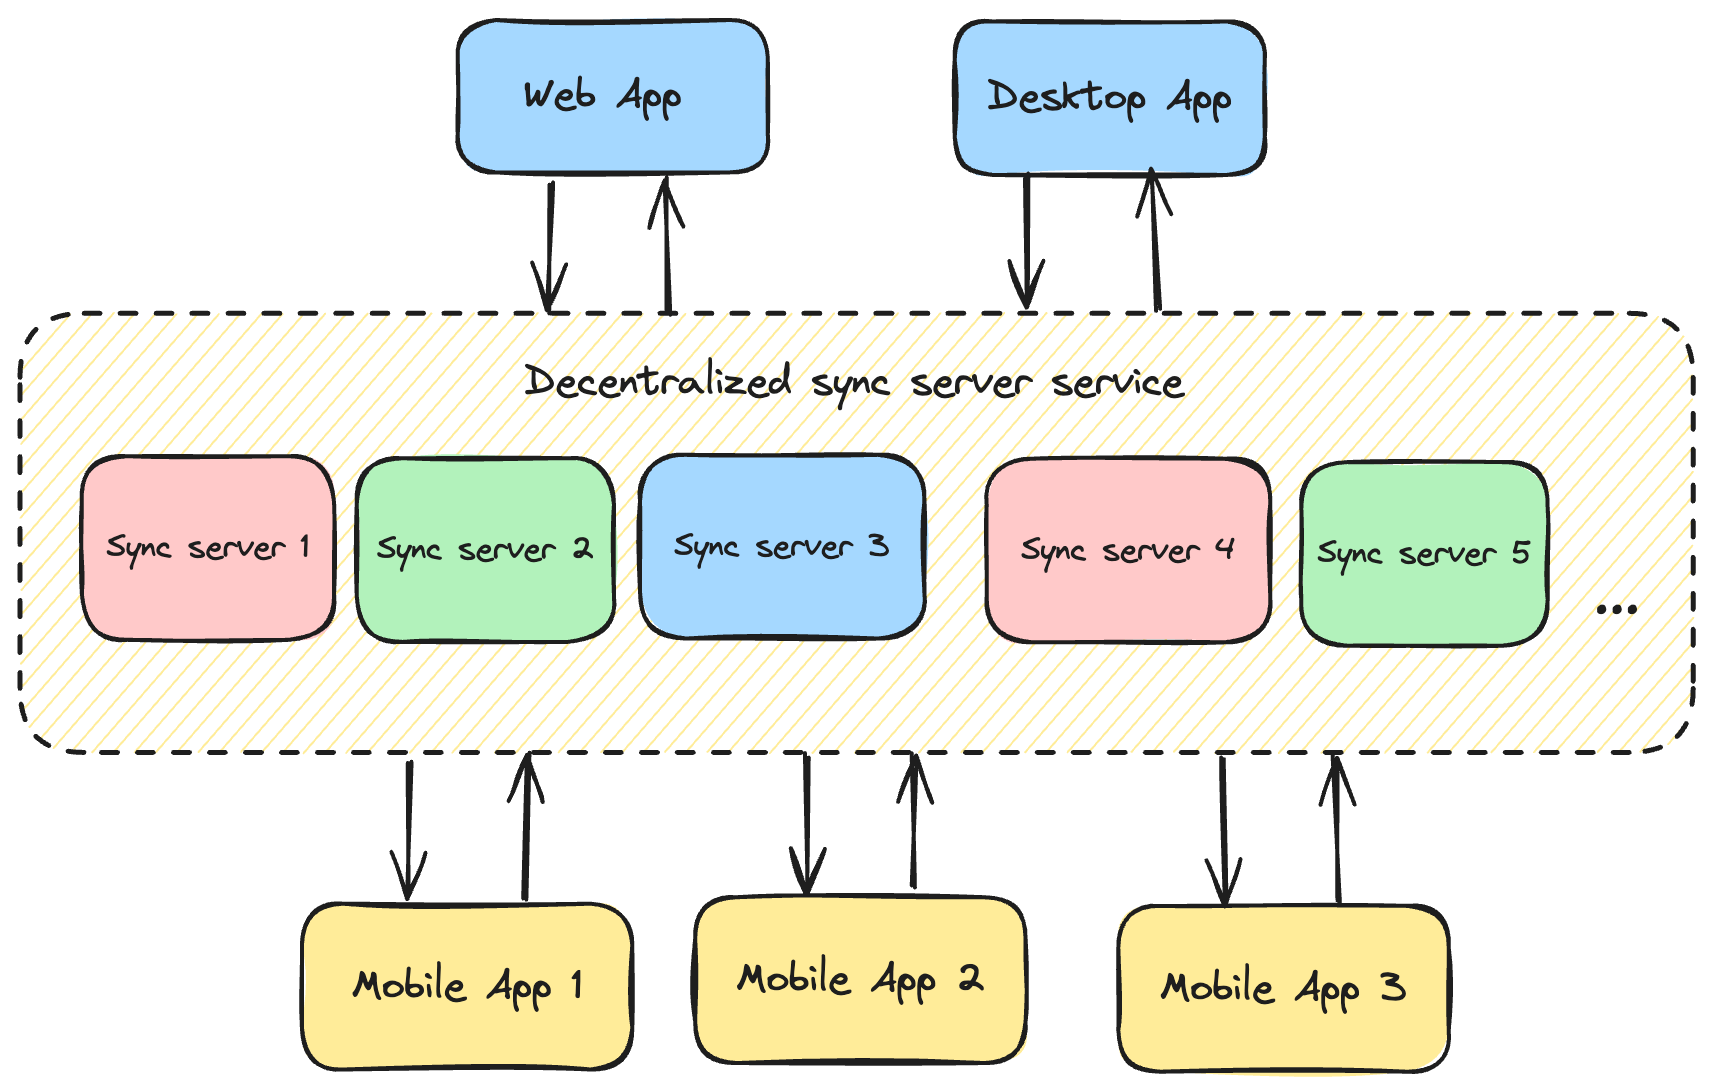 Web App
Desktop App
Decentralized sync server service
Sync server 1
Sync server 2
Sync server 3
Sync server 4
Sync server 5
...
Mobile App 1
Mobile App 2
Mobile App 3